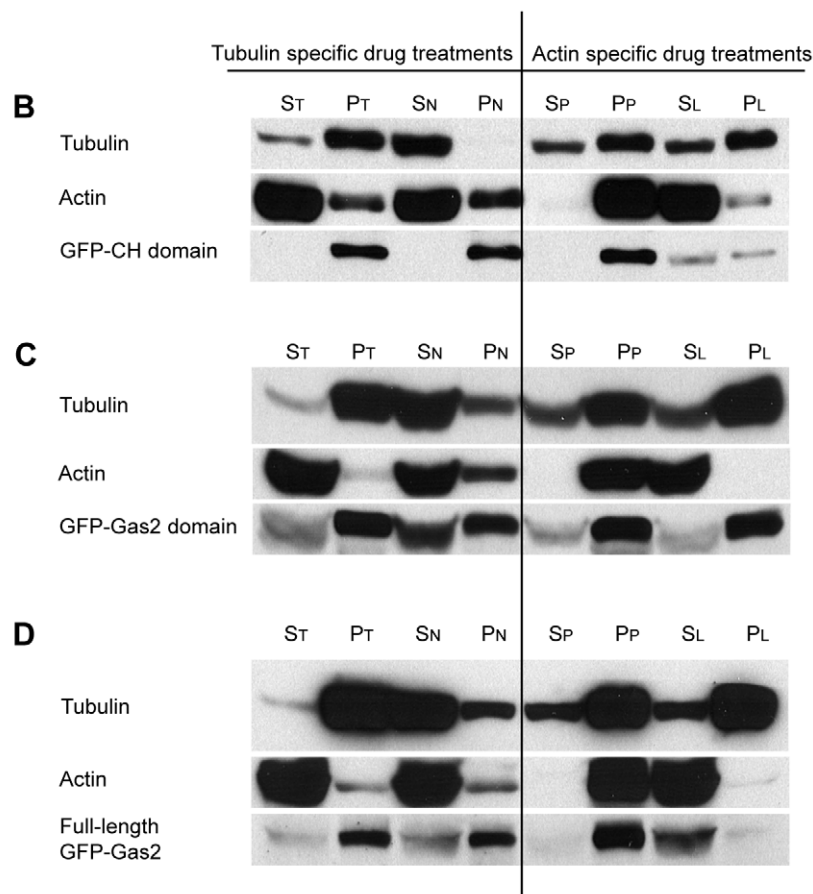 Tubulin specific drug treatments Actin specific drug treatments
B ST PT SN PN SP PP SL PL
Tubulin
Actin
GFP-CH domain
C ST PT SN PN SP PP SL PL
Tubulin
Actin
GFP-Gas2 domain
D ST PT SN PN SP PP SL PL
Tubulin
Actin
Full-length
GFP-Gas2